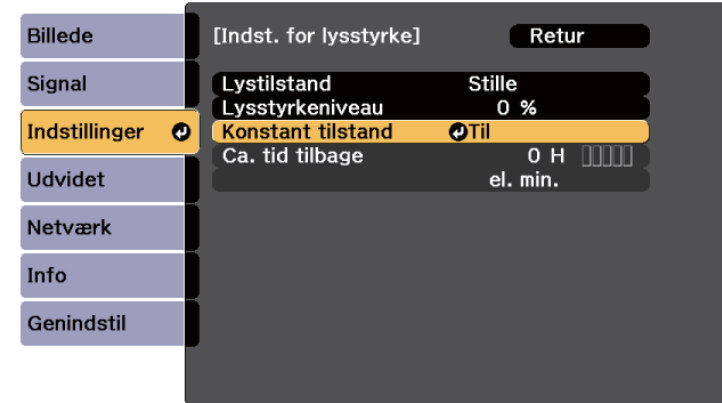 Billede
Signal
Indstillinger
Udvidet
Netværk
Info
Genindstil
[Indst. for lysstyrke] Retur
Lystilstand Stille
Lysstyrkeniveau 0 %
Konstant tilstand Til
Ca. tid tilbage 0 H
el. min.